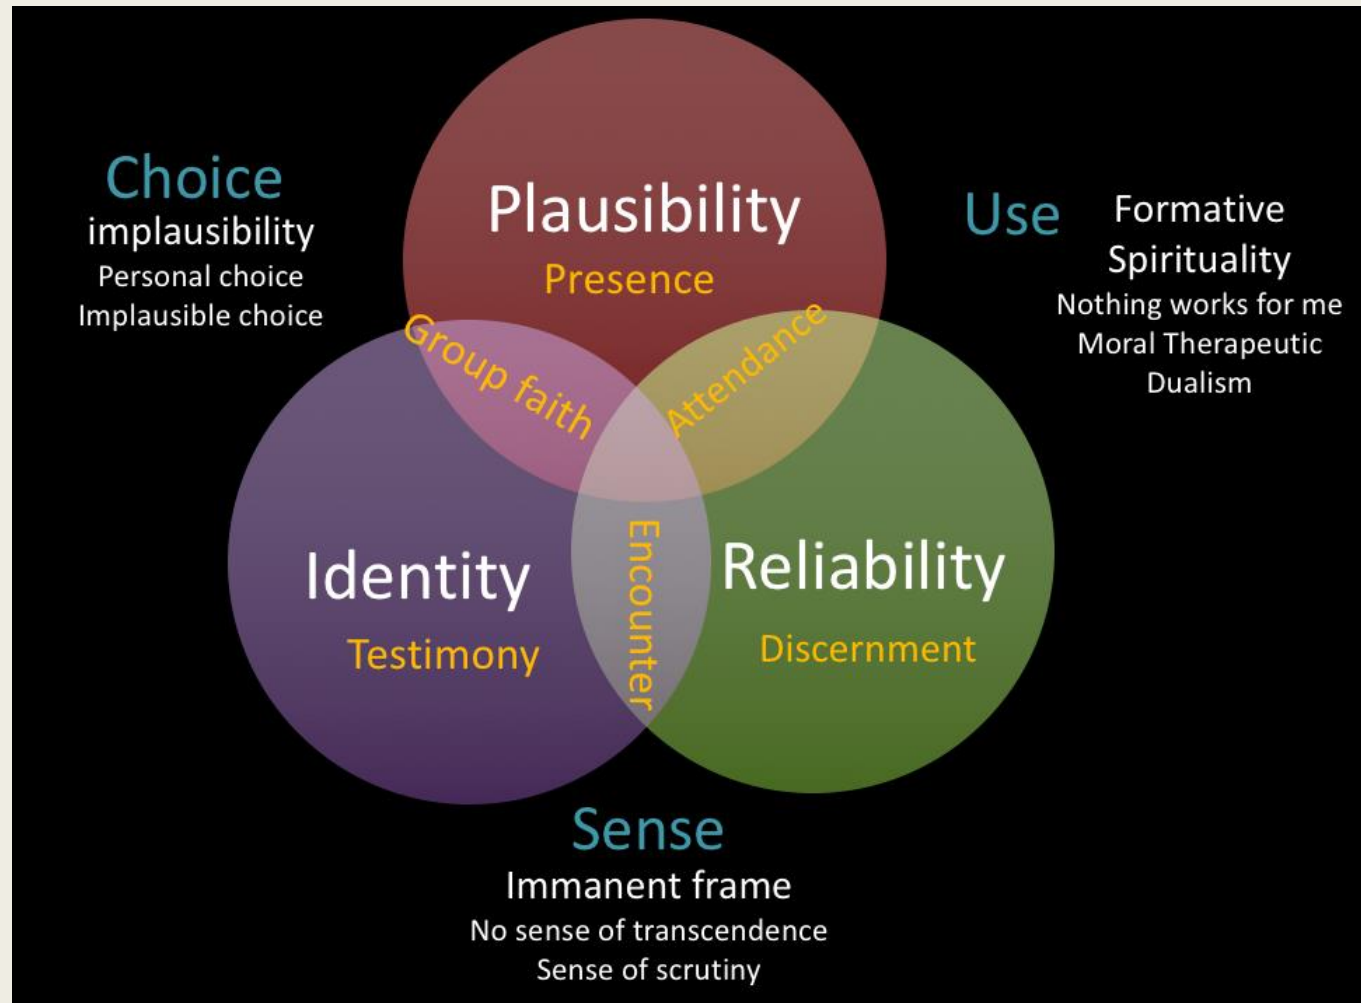 Choice
implausibility
Personal choice
Implausible choice
Plausibility
Presence
Use
Formative
Spirituality
Nothing works for me
Moral Therapeutic
Dualism
Group faith
Attendance
Identity
Testimony
Encounter
Reliability
Discernment
Sense
Immanent frame
No sense of transcendence
Sense of scrutiny